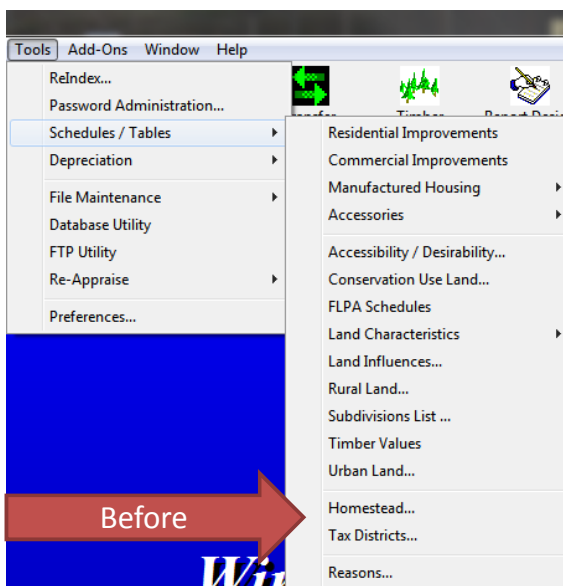 Tools Add-Ons Window Help
ReIndex...
Password Administration...
Schedules / Tables
Depreciation
File Maintenance
Database Utility
FTP Utility
Re-Appraise
Preferences...
Timber
Residential Improvements
Commercial Improvements
Manufactured Housing
Accessories
Accessibility / Desirability...
Conservation Use Land...
FLPA Schedules
Land Characteristics
Land Influences...
Rural Land...
Subdivisions List ...
Timber Values
Urban Land...
Homestead...
Tax Districts...
Reasons...
Before